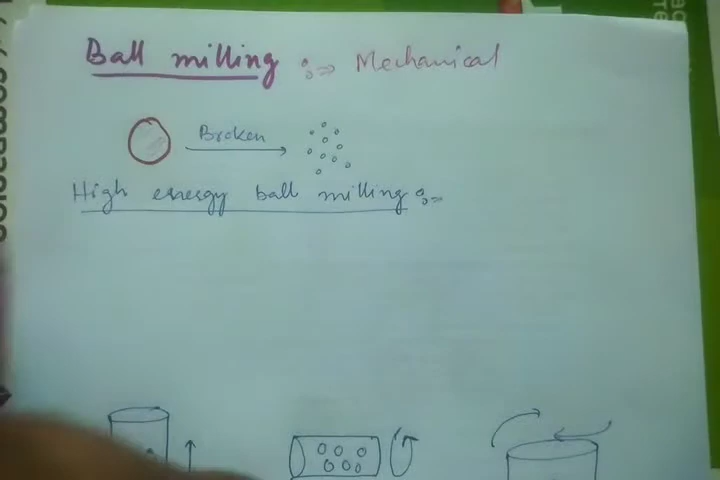 Ball milling :⇒ Mechanical
Broken
High energy ball milling :=